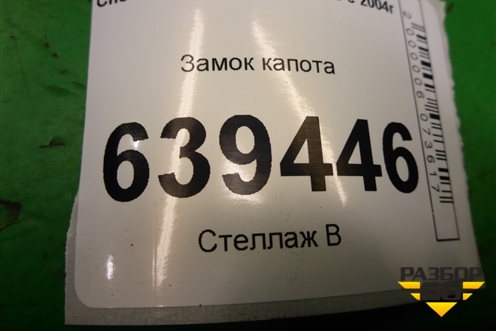 с 2004г
Замок капота
639446
Стеллаж В
РАЗБОР